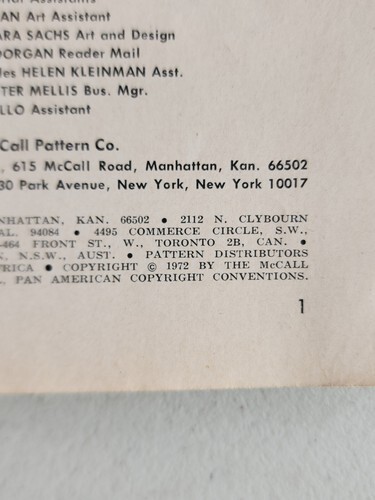 Assistants
AN Art Assistant
ARA SACHS Art and Design
ORGAN Reader Mail
les HELEN KLEINMAN Asst.
TER MELLIS Bus. Mgr.
LLO Assistant
Call Pattern Co.
, 615 McCall Road, Manhattan, Kan. 66502
30 Park Avenue, New York, New York 10017
NHATTAN, KAN. 66502 • 2112 N. CLYBOURN
AL. 94084 • 4495 COMMERCE CIRCLE, S.W.,
-464 FRONT ST., W., TORONTO 2B, CAN. •
K, N.S.W., AUST. • PATTERN DISTRIBUTORS
RICA • COPYRIGHT © 1972 BY THE McCALL
L. PAN AMERICAN COPYRIGHT CONVENTIONS.
1